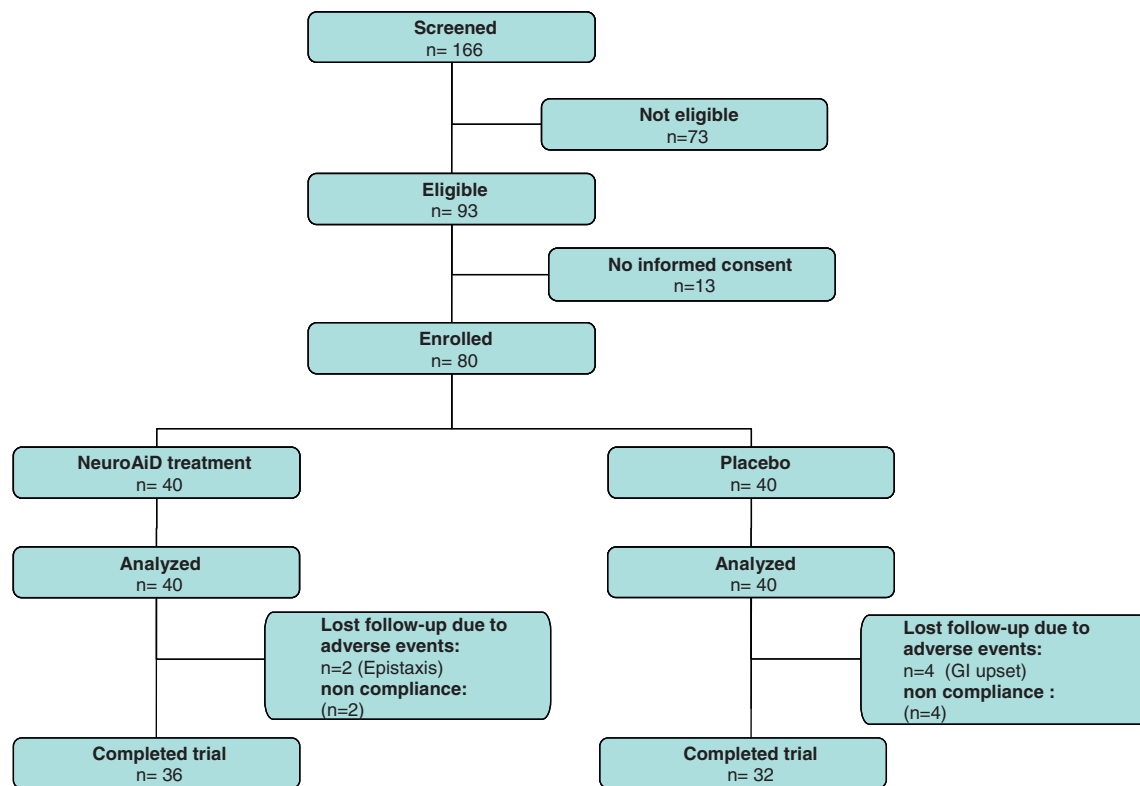 Screened
n= 166
Not eligible
n=73
Eligible
n= 93
No informed consent
n=13
Enrolled
n= 80
NeuroAiD treatment
n= 40
Placebo
n= 40
Analyzed
n= 40
Analyzed
n= 40
Lost follow-up due to
adverse events:
n=2 (Epistaxis)
non compliance:
(n=2)
Lost follow-up due to
adverse events:
n=4 (GI upset)
non compliance :
(n=4)
Completed trial
n= 36
Completed trial
n= 32